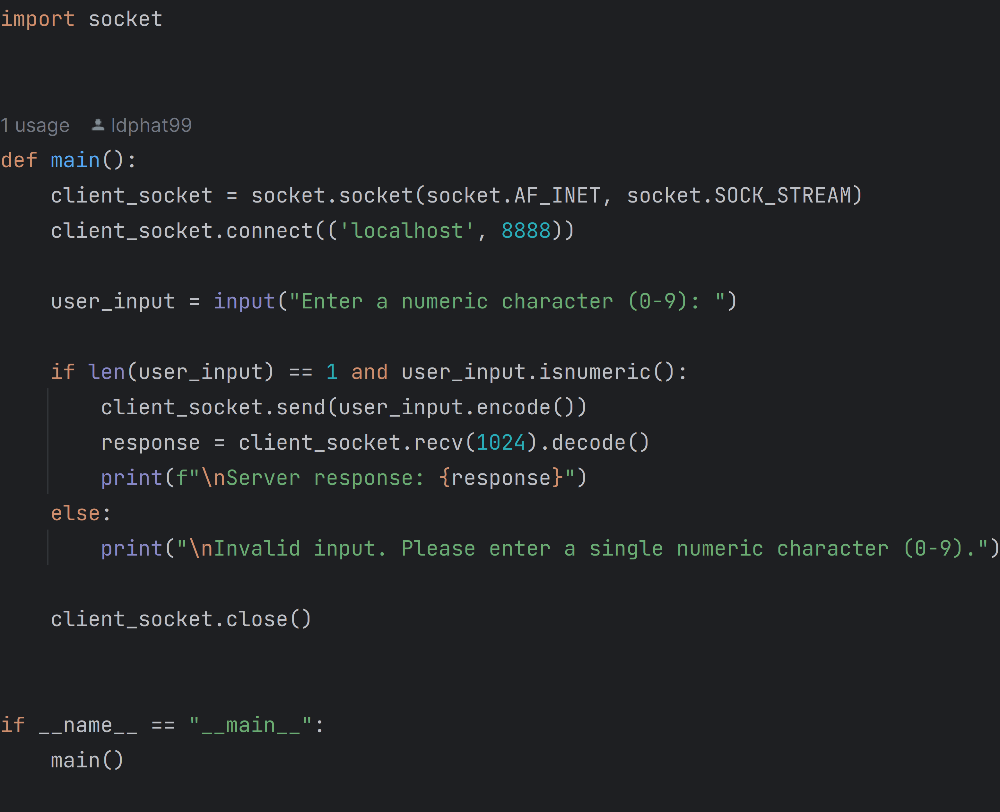 import socket
1 usage ldphat99
def main():
    client_socket = socket.socket(socket.AF_INET, socket.SOCK_STREAM)
    client_socket.connect(('localhost', 8888))
    user_input = input("Enter a numeric character (0-9): ")
    if len(user_input) == 1 and user_input.isnumeric():
        client_socket.send(user_input.encode())
        response = client_socket.recv(1024).decode()
        print(f"\nServer response: {response}")
    else:
        print("\nInvalid input. Please enter a single numeric character (0-9).")
    client_socket.close()
if __name__ == "__main__":
    main()